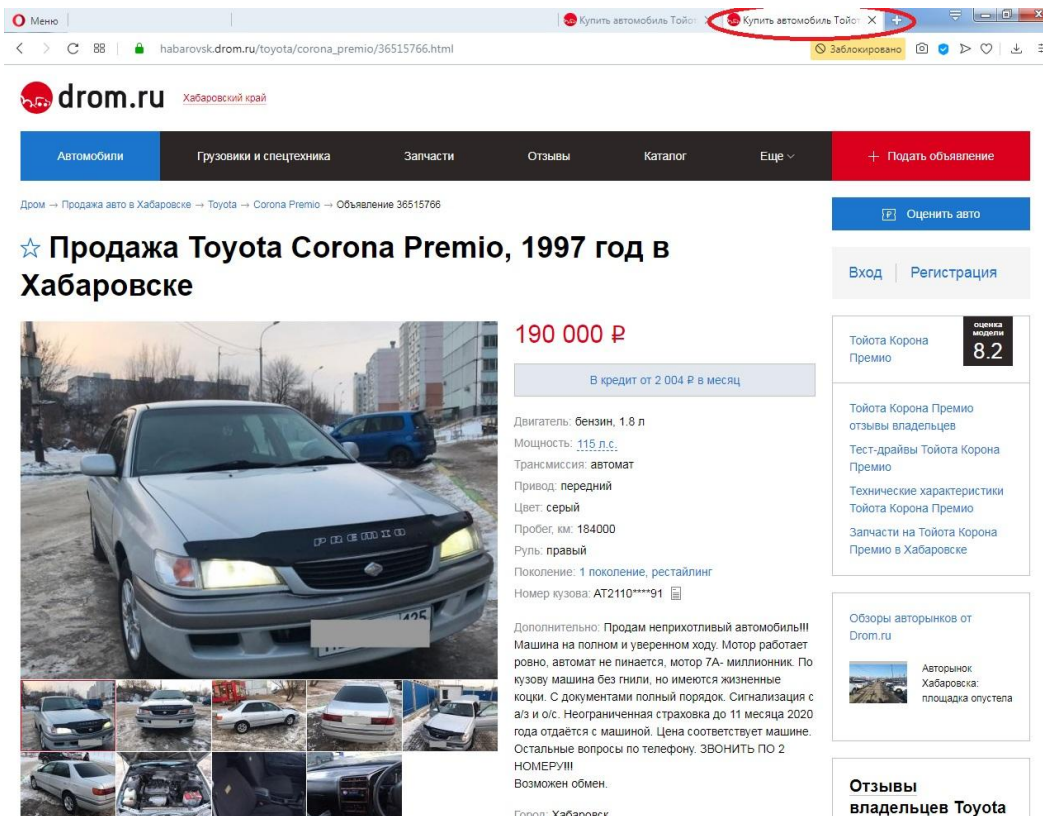 Меню
Купить автомобиль Тойот
Купить автомобиль Тойот
habarovsk.drom.ru/toyota/corona_premio/36515766.html
Заблокировано
drom.ru
Хабаровский край
Автомобили
Грузовики и спецтехника
Запчасти
Отзывы
Каталог
Еще
+ Подать объявление
Дром → Продажа авто в Хабаровске → Toyota → Corona Premio → Объявление 36515766
Оценить авто
Продажа Toyota Corona Premio, 1997 год в
Хабаровске
Вход
Регистрация
190 000 ₽
В кредит от 2 004 ₽ в месяц
Двигатель: бензин, 1.8 л
Мощность: 115 л.с.
Трансмиссия: автомат
Привод: передний
Цвет: серый
Пробег, км: 184000
Руль: правый
Поколение: 1 поколение, рестайлинг
Номер кузова: AT2110****91
Дополнительно: Продам неприхотливый автомобиль!!!
Машина на полном и уверенном ходу. Мотор работает
ровно, автомат не пинается, мотор 7А- миллионник. По
кузову машина без гнили, но имеются жизненные
коцки. С документами полный порядок. Сигнализация с
а/з и о/с. Неограниченная страховка до 11 месяца 2020
года отдаётся с машиной. Цена соответствует машине.
Остальные вопросы по телефону. ЗВОНИТЬ ПО 2
НОМЕРУ!!!
Возможен обмен.
Город: Хабаровск
PREMIO
125
Тойота Корона
Премио
оценка
модели
8.2
Тойота Корона Премио
отзывы владельцев
Тест-драйвы Тойота Корона
Премио
Технические характеристики
Тойота Корона Премио
Запчасти на Тойота Корона
Премио в Хабаровске
Обзоры авторынков от
Drom.ru
Авторынок
Хабаровска:
площадка опустела
Отзывы
владельцев Toyota